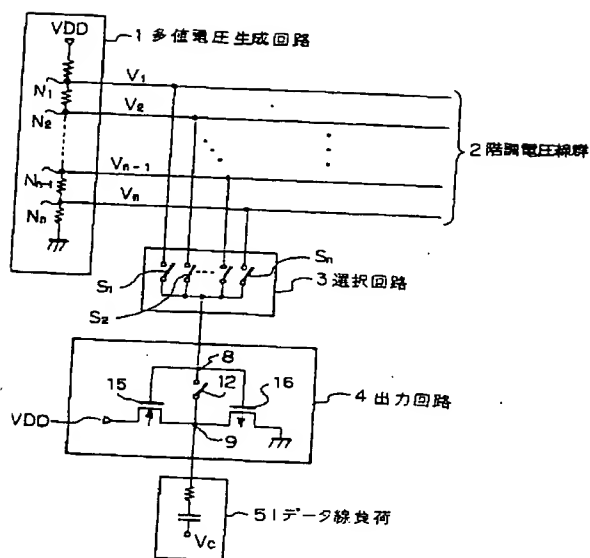 VDD
1 多値電圧生成回路
N1
V1
N2
V2
Nn-1
Vn-1
Nn
Vn
2 階調電圧線群
S1
S2
Sn
3 選択回路
8
15
12
16
VDD
9
4 出力回路
51データ線負荷
Vc